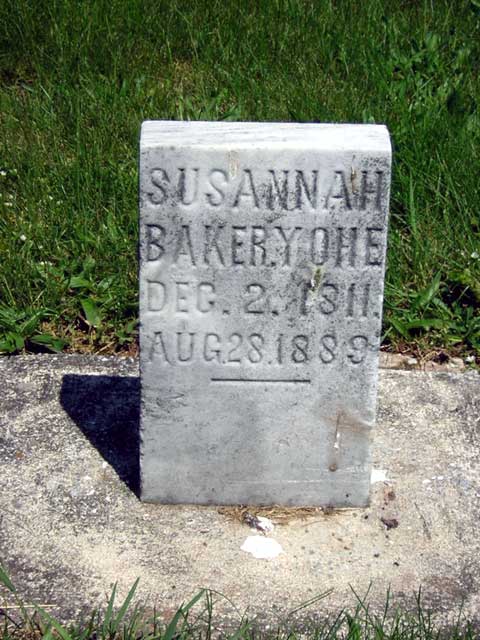 SUSANNAH
BAKER.YOHE
DEC. 2. 1811.
AUG.28.1889